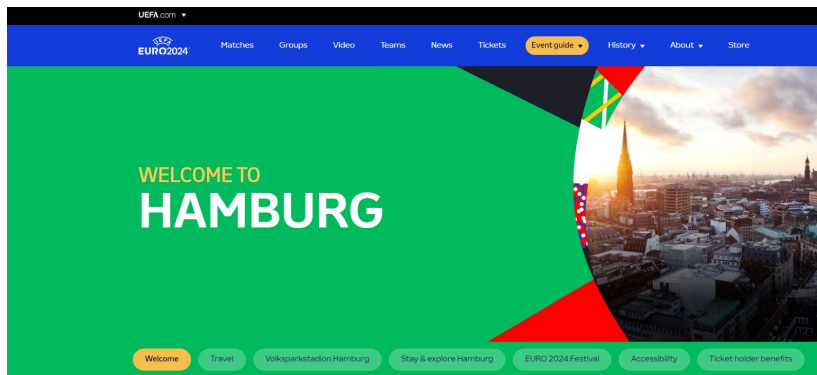 UEFA.com
UEFA EURO2024 Matches Groups Video Teams News Tickets Event guide History About Store
WELCOME TO
HAMBURG
Welcome Travel Volksparkstadion Hamburg Stay & explore Hamburg EURO 2024 Festival Accessibility Ticket holder benefits